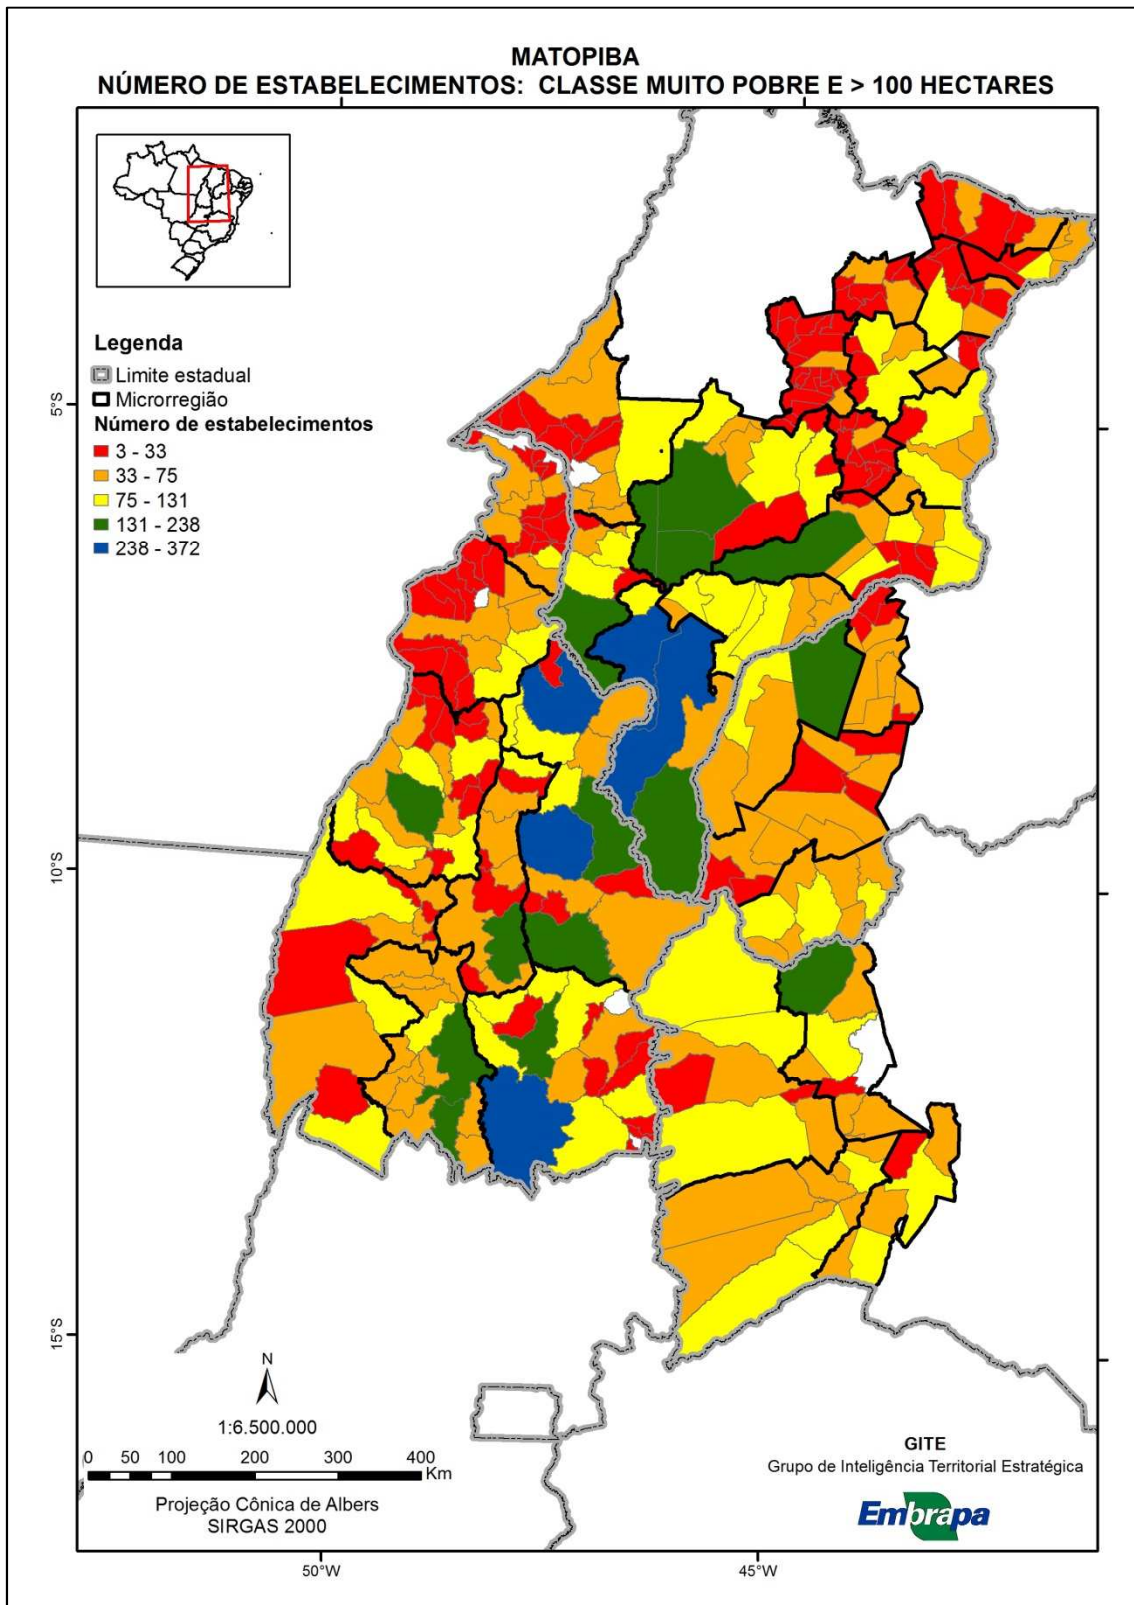 MATOPIBA
NÚMERO DE ESTABELECIMENTOS: CLASSE MUITO POBRE E > 100 HECTARES
Legenda
Limite estadual
Microrregião
Número de estabelecimentos
3 - 33
33 - 75
75 - 131
131 - 238
238 - 372
5°S
10°S
15°S
N
1:6.500.000
0 50 100 200 300 400
Km
Projeção Cônica de Albers
SIRGAS 2000
GITE
Grupo de Inteligência Territorial Estratégica
Embrapa
50°W 45°W